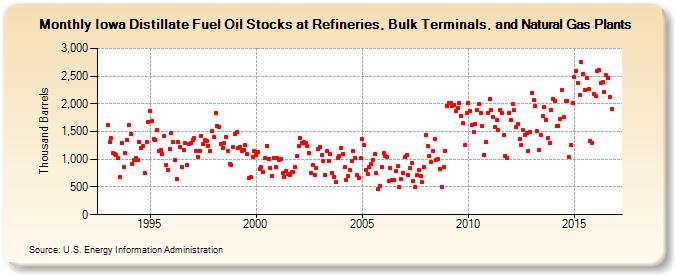 Monthly Iowa Distillate Fuel Oil Stocks at Refineries, Bulk Terminals, and Natural Gas Plants
Thousand Barrels
3,000
2,500
2,000
1,500
1,000
500
0
1995 2000 2005 2010 2015
Source: U.S. Energy Information Administration